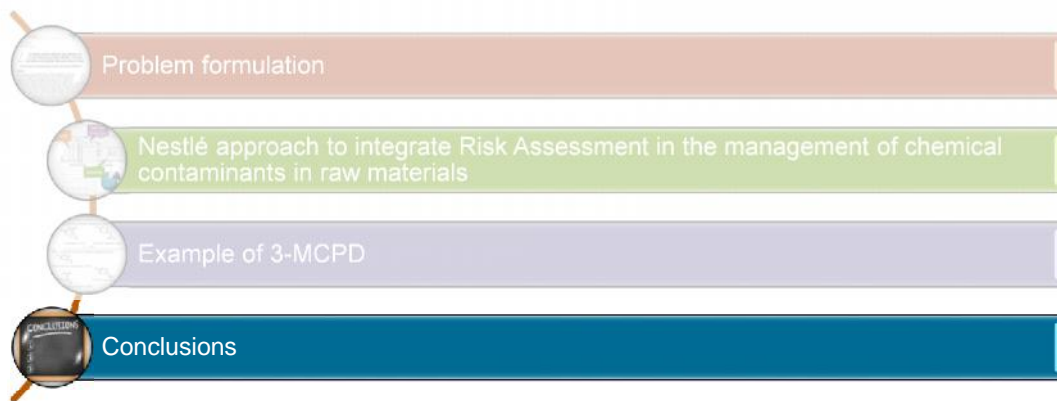 Problem formulation
Nestlé approach to integrate Risk Assessment in the management of chemical
contaminants in raw materials
Example of 3-MCPD
CONCLUSIONS
Conclusions